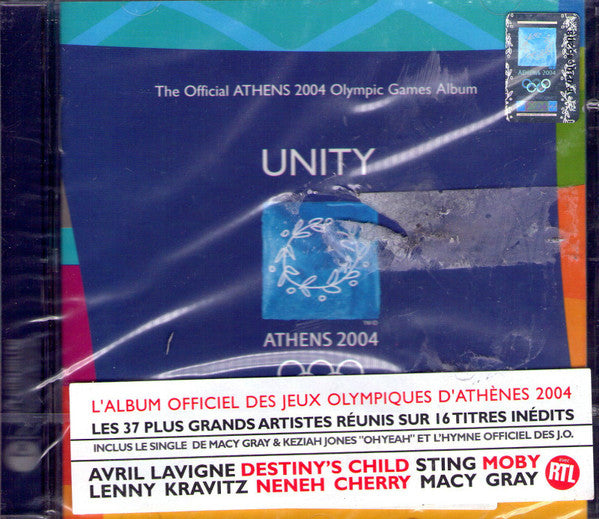 The Official ATHENS 2004 Olympic Games Album
ATHENS 2004
UNITY
ATHENS 2004
L'ALBUM OFFICIEL DES JEUX OLYMPIQUES D'ATHÈNES 2004
LES 37 PLUS GRANDS ARTISTES RÉUNIS SUR 16 TITRES INÉDITS
INCLUS LE SINGLE DE MACY GRAY & KEZIAH JONES "OHYEAH" ET L'HYMNE OFFICIEL DES J.O.
AVRIL LAVIGNE DESTINY'S CHILD STING MOBY
LENNY KRAVITZ NENEH CHERRY MACY GRAY
RTL